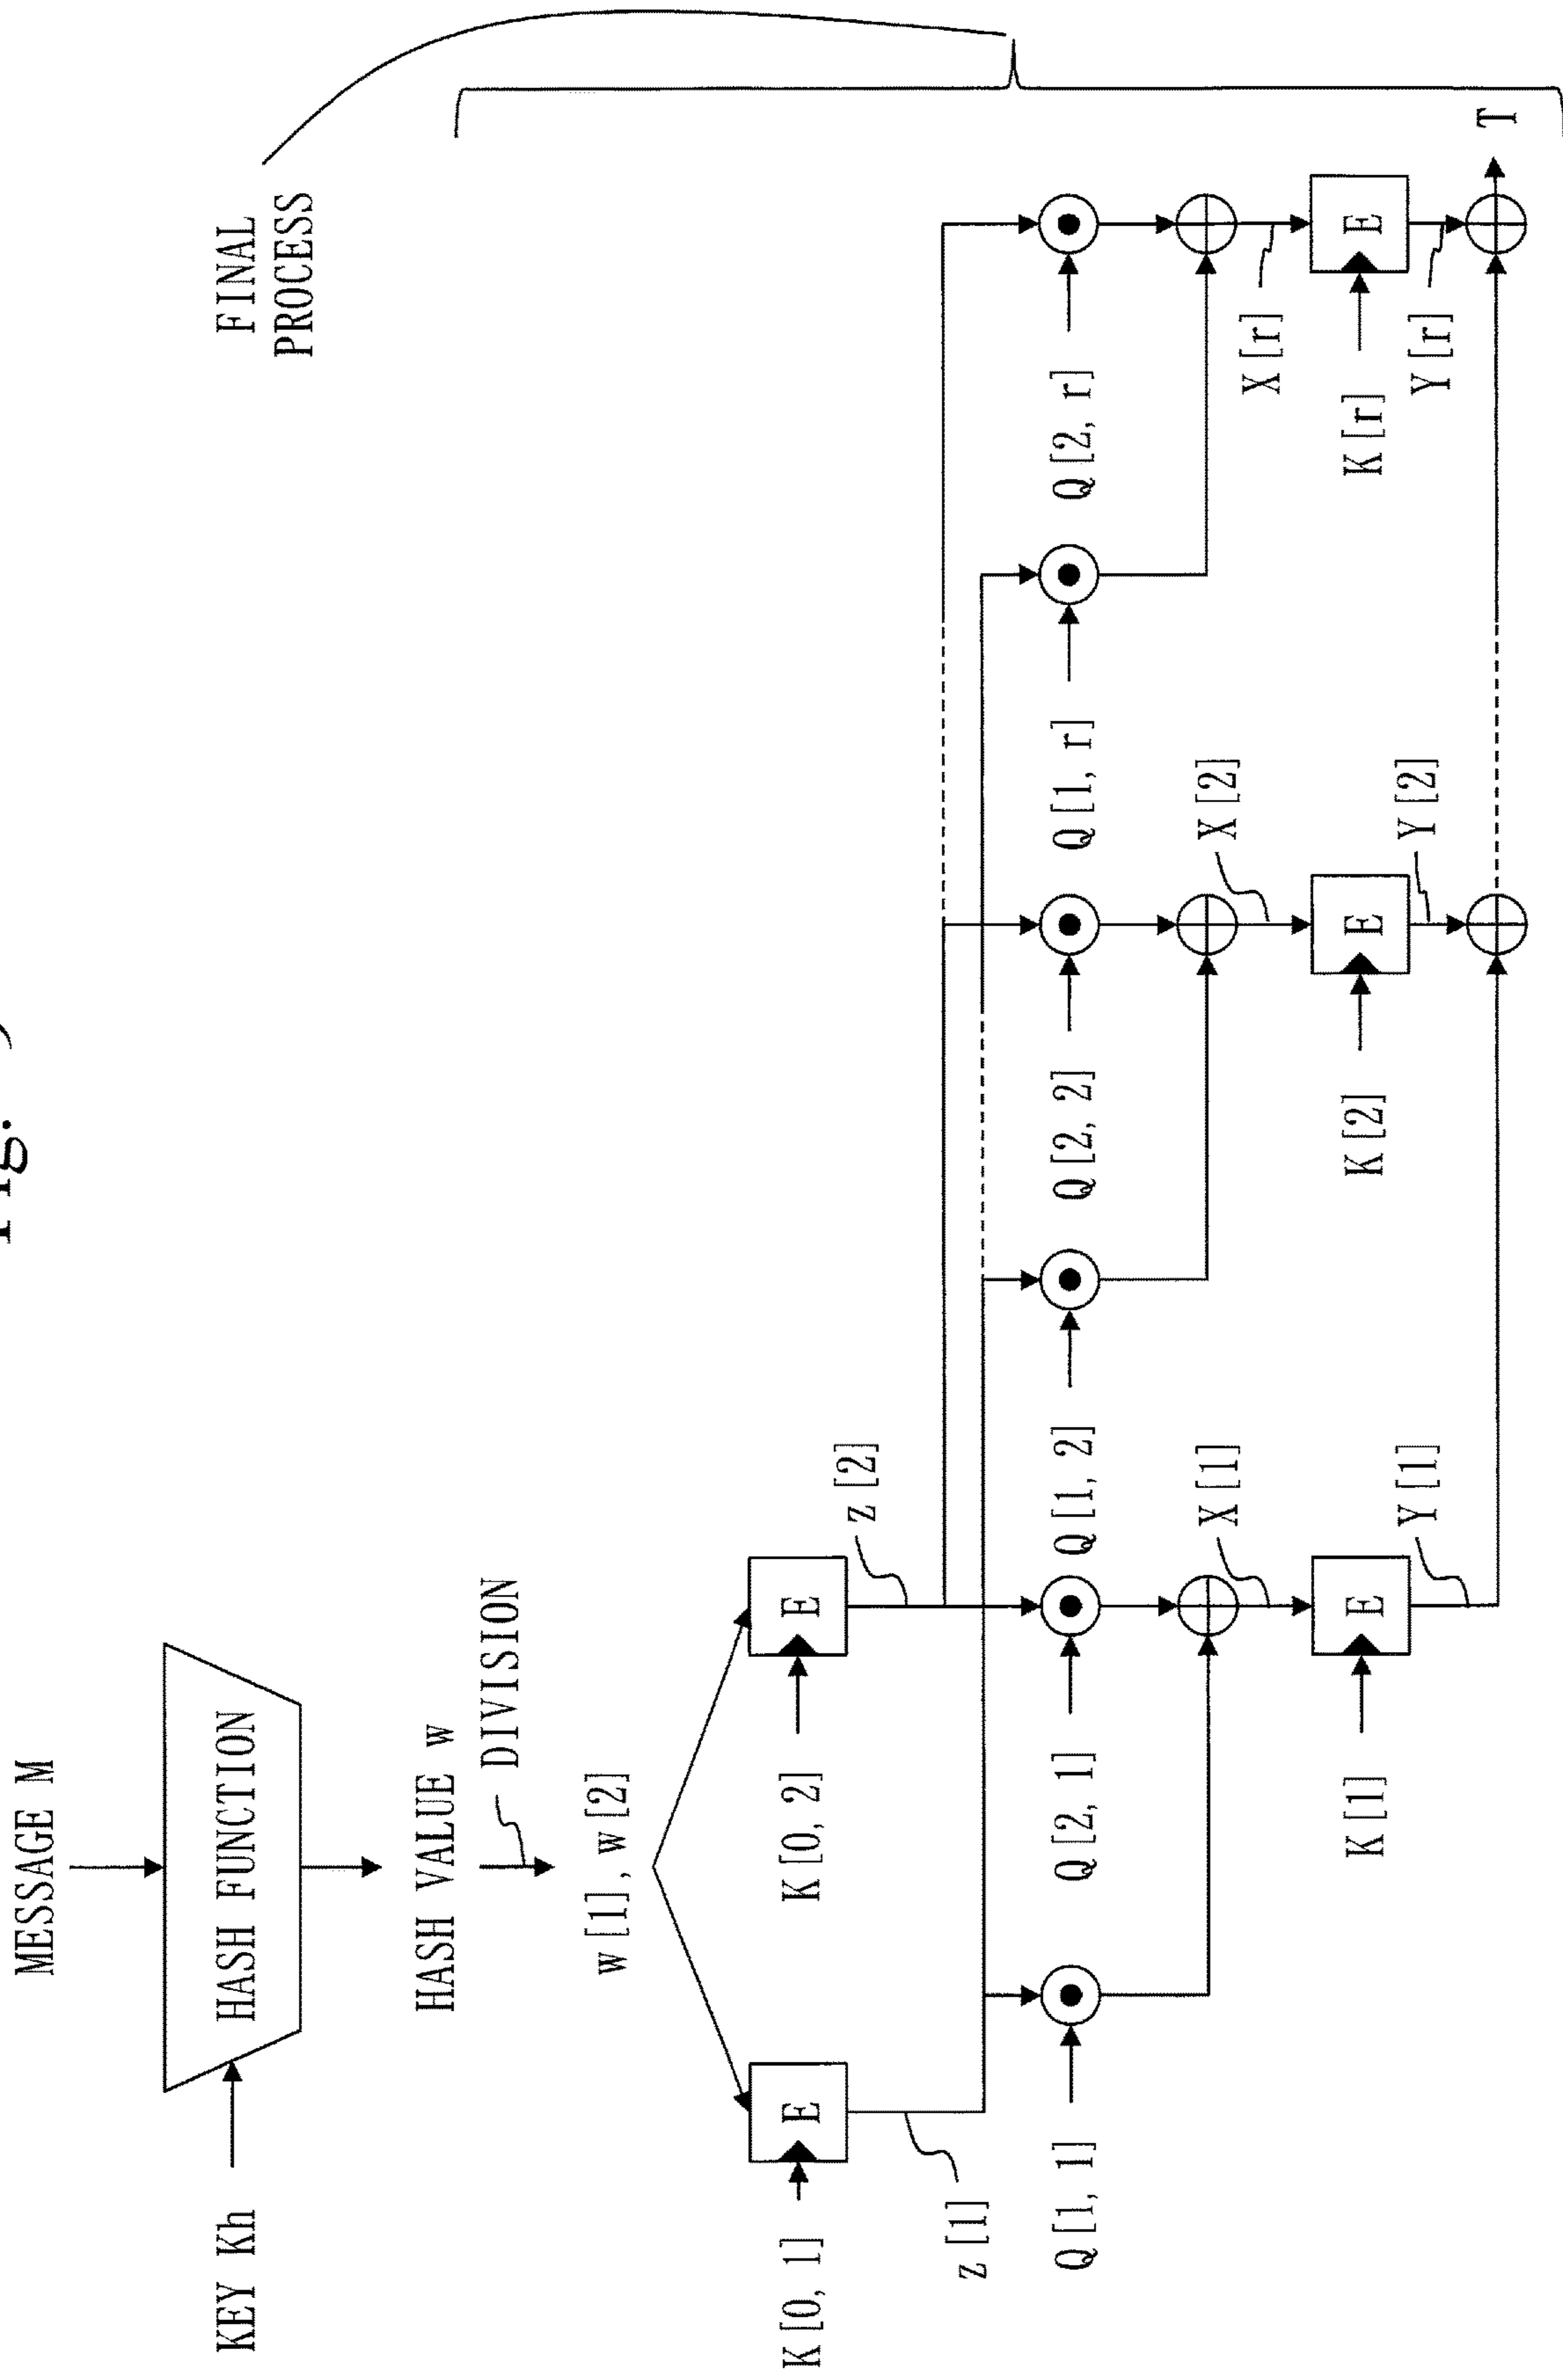 MESSAGE M
KEY Kh
HASH FUNCTION
HASH VALUE w
DIVISION
w[1], w[2]
K[0, 1]
E
K[0, 2]
E
z[1]
z[2]
Q[1, 1]
Q[2, 1]
Q[1, 2]
Q[2, 2]
Q[1, r]
Q[2, r]
X[1]
X[2]
X[r]
K[1]
E
K[2]
E
K[r]
E
Y[1]
Y[2]
Y[r]
T
FINAL
PROCESS